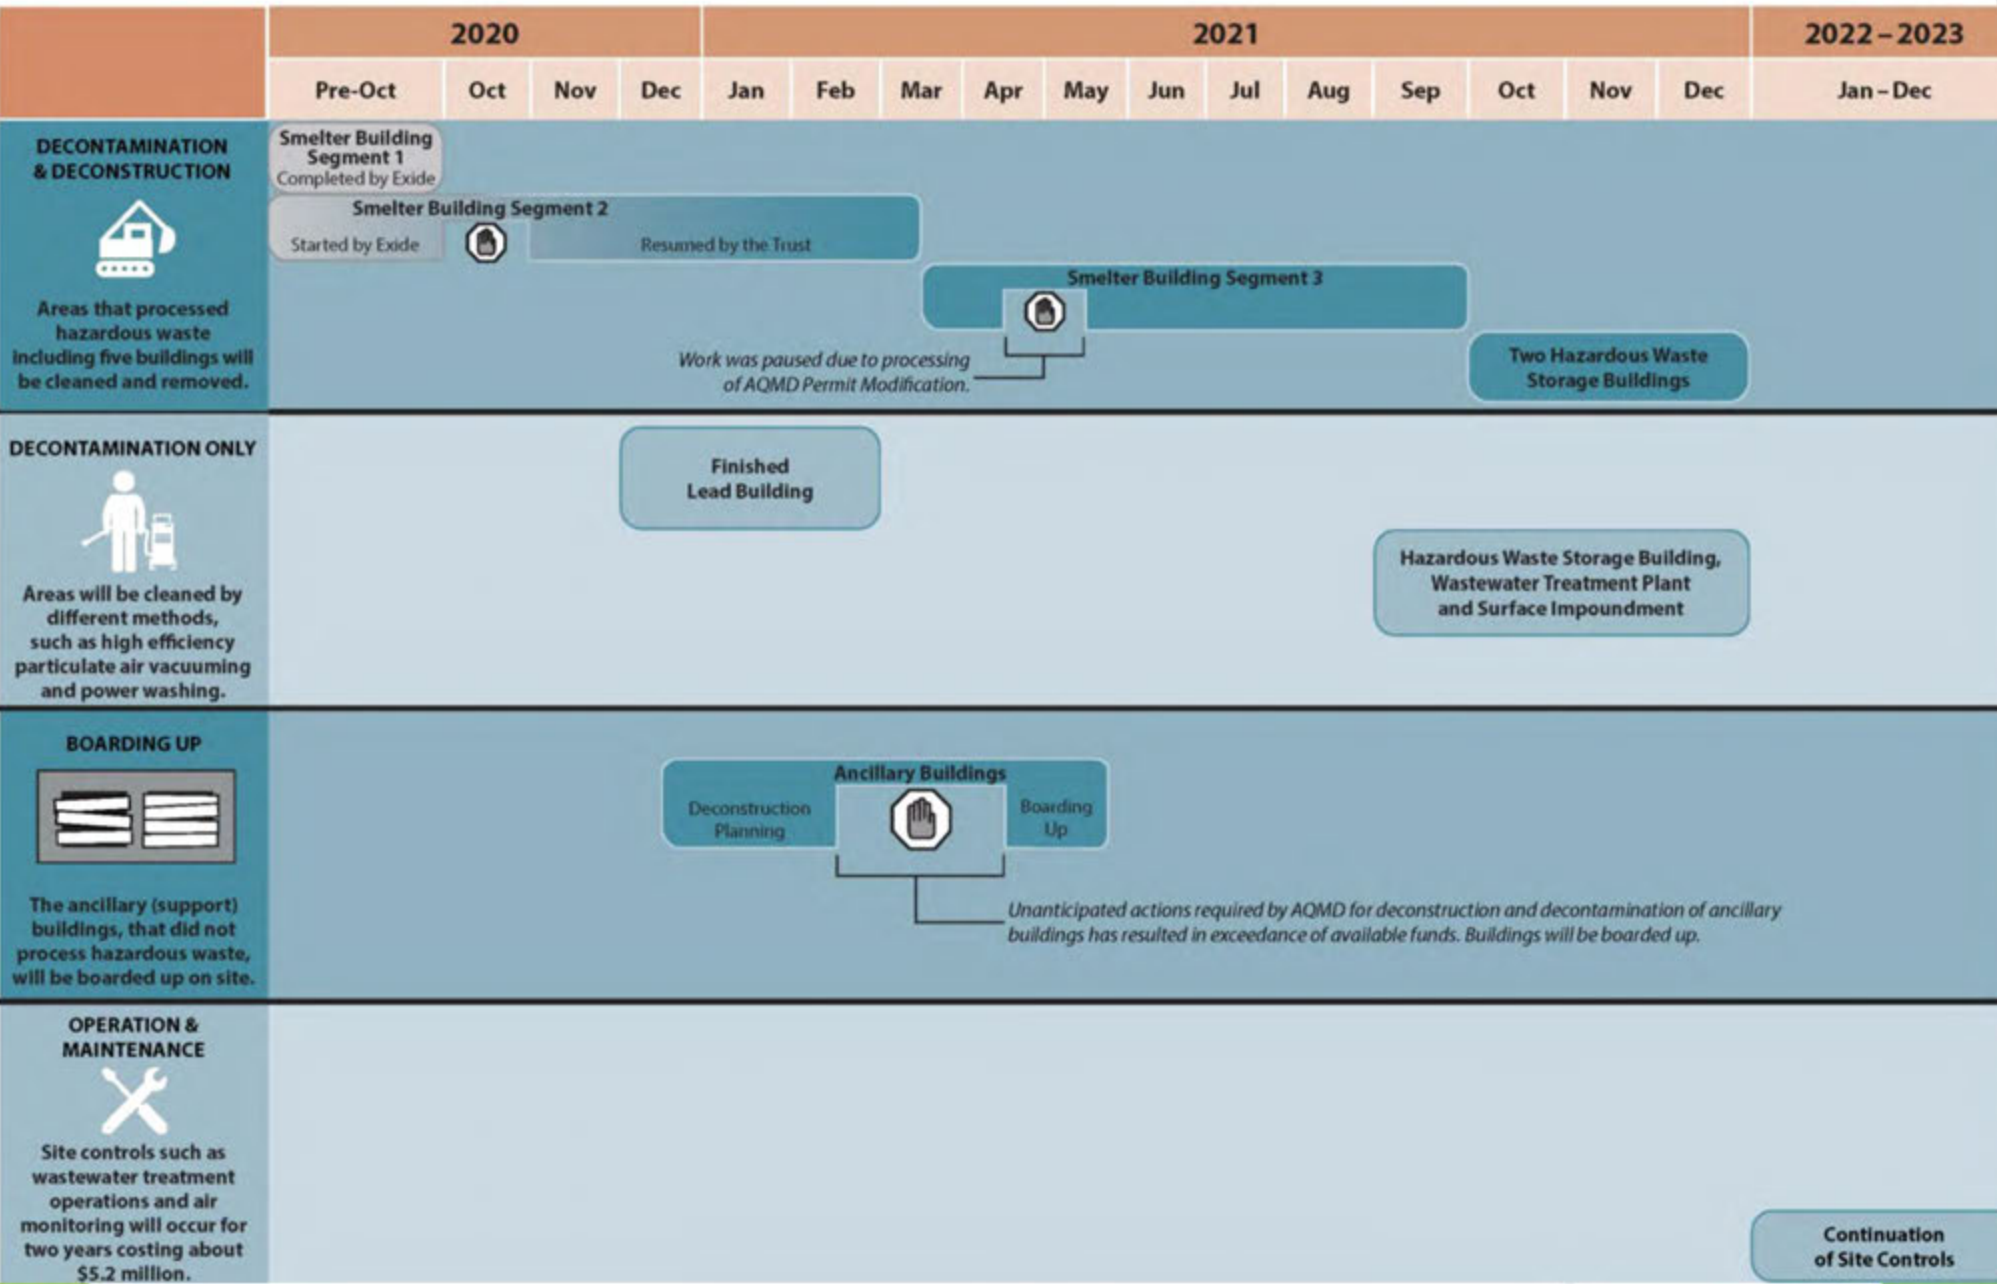 2020
2021
2022 – 2023
Pre-Oct
Oct
Nov
Dec
Jan
Feb
Mar
Apr
May
Jun
Jul
Aug
Sep
Oct
Nov
Dec
Jan – Dec
DECONTAMINATION
& DECONSTRUCTION
Areas that processed
hazardous waste
including five buildings will
be cleaned and removed.
Smelter Building
Segment 1
Completed by Exide
Smelter Building Segment 2
Started by Exide
Resumed by the Trust
Smelter Building Segment 3
Work was paused due to processing
of AQMD Permit Modification.
Two Hazardous Waste
Storage Buildings
DECONTAMINATION ONLY
Areas will be cleaned by
different methods,
such as high efficiency
particulate air vacuuming
and power washing.
Finished
Lead Building
Hazardous Waste Storage Building,
Wastewater Treatment Plant
and Surface Impoundment
BOARDING UP
The ancillary (support)
buildings, that did not
process hazardous waste,
will be boarded up on site.
Ancillary Buildings
Deconstruction
Planning
Boarding
Up
Unanticipated actions required by AQMD for deconstruction and decontamination of ancillary
buildings has resulted in exceedance of available funds. Buildings will be boarded up.
OPERATION &
MAINTENANCE
Site controls such as
wastewater treatment
operations and air
monitoring will occur for
two years costing about
$5.2 million.
Continuation
of Site Controls